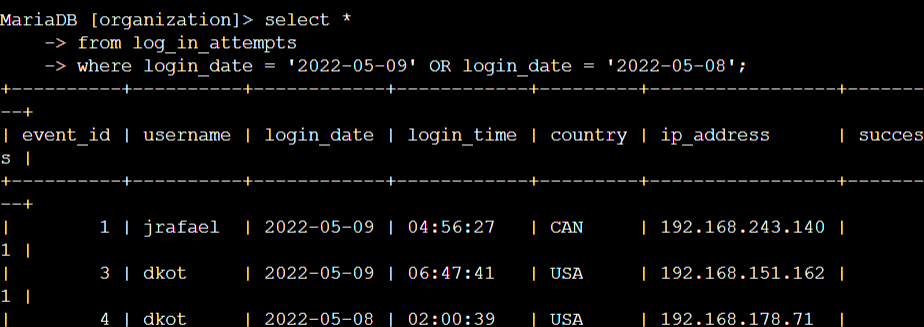 MariaDB [organization]> select *
    -> from log_in_attempts
    -> where login_date = '2022-05-09' OR login_date = '2022-05-08';
+----------+----------+------------+------------+---------+-----------------+-------
--+
| event_id | username | login_date | login_time | country | ip_address      | succes
s |
+----------+----------+------------+------------+---------+-----------------+-------
--+
|        1 | jrafael  | 2022-05-09 | 04:56:27   | CAN     | 192.168.243.140 |
1 |
|        3 | dkot     | 2022-05-09 | 06:47:41   | USA     | 192.168.151.162 |
1 |
|        4 | dkot     | 2022-05-08 | 02:00:39   | USA     | 192.168.178.71  |